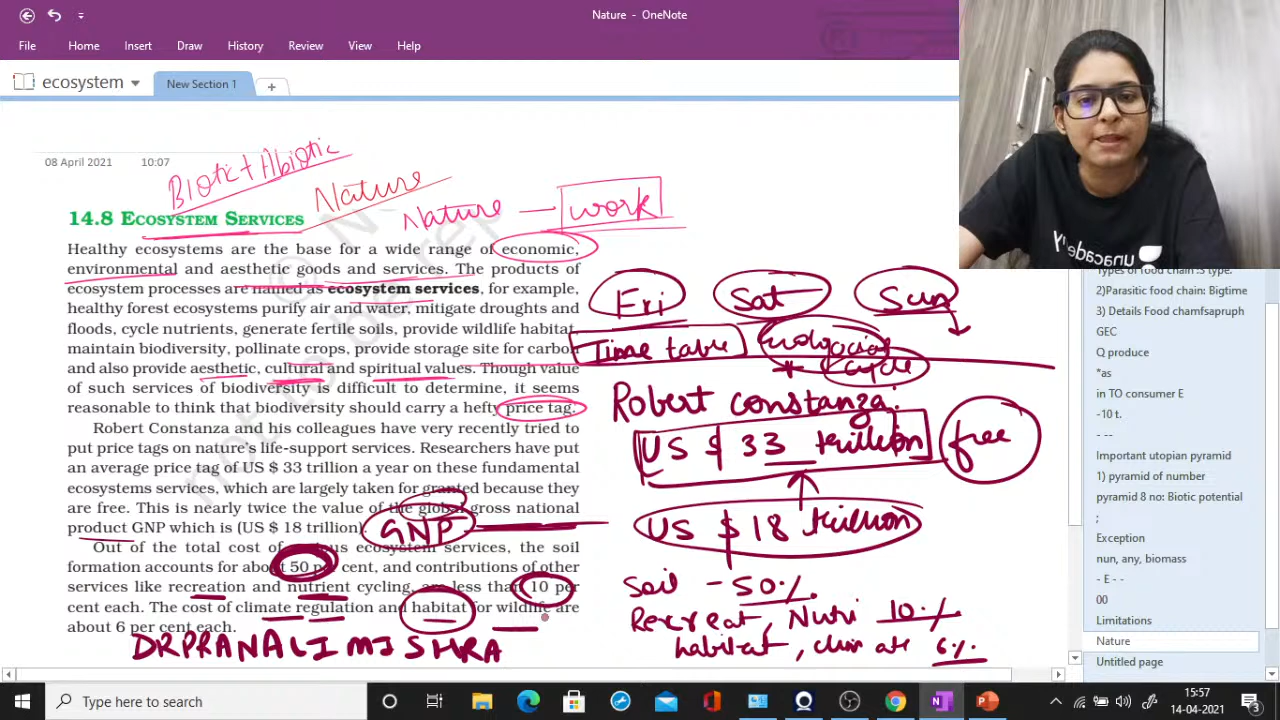 Nature - OneNote
File Home Insert Draw History Review View Help
ecosystem New Section 1 +
08 April 2021 10:07
Biotic + Abiotic
Nature
Nature — work
14.8 ECOSYSTEM SERVICES
Healthy ecosystems are the base for a wide range of economic,
environmental and aesthetic goods and services. The products of
ecosystem processes are named as ecosystem services, for example,
healthy forest ecosystems purify air and water, mitigate droughts and
floods, cycle nutrients, generate fertile soils, provide wildlife habitat,
maintain biodiversity, pollinate crops, provide storage site for carbon
and also provide aesthetic, cultural and spiritual values. Though value
of such services of biodiversity is difficult to determine, it seems
reasonable to think that biodiversity should carry a hefty price tag.
Robert Constanza and his colleagues have very recently tried to
put price tags on nature's life-support services. Researchers have put
an average price tag of US $ 33 trillion a year on these fundamental
ecosystems services, which are largely taken for granted because they
are free. This is nearly twice the value of the global gross national
product GNP which is (US $ 18 trillion).
GNP
Out of the total cost of various ecosystem services, the soil
formation accounts for about 50 per cent, and contributions of other
services like recreation and nutrient cycling, are less than 10 per
cent each. The cost of climate regulation and habitat for wildlife are
about 6 per cent each.
DR PRANALI MISHRA
Fri Sat Sun
Time table
cycle
Robert constanza.
US $ 33 trillion free
US $ 18 trillion
Soil - 50%.
Recreat, Nutri 10%
habitat, clim ate 6%.
unacademy
Types of food chain :3 type.
2)Parasitic food chain: Bigtime
3) Details Food chamfsapruph
GEC
Q produce
*as
in TO consumer E
-10 t.
- --
Important utopian pyramid
1) pyramid of number
pyramid 8 no: Biotic potential
;
Exception
nun, any, biomass
- E - -
00
Limitations
Nature
Untitled page
Type here to search
15:57
14-04-2021
3